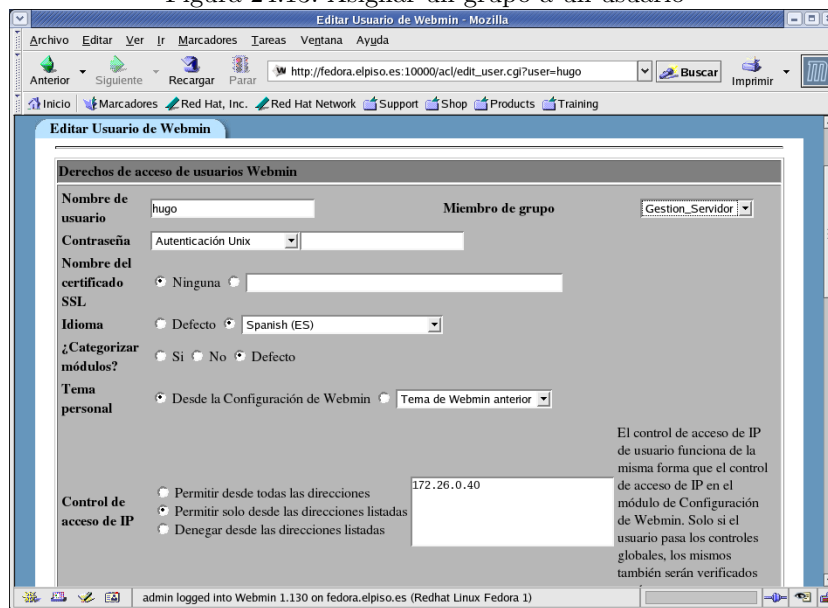 Figura 24.13: Asignar un grupo a un usuario
Editar Usuario de Webmin - Mozilla
Archivo Editar Ver Ir Marcadores Tareas Ventana Ayuda
Anterior Siguiente Recargar Parar http://fedora.elpiso.es:10000/acl/edit_user.cgi?user=hugo Buscar Imprimir
Inicio Marcadores Red Hat, Inc. Red Hat Network Support Shop Products Training
Editar Usuario de Webmin
Derechos de acceso de usuarios Webmin
Nombre de usuario hugo Miembro de grupo Gestion_Servidor
Contraseña Autenticación Unix
Nombre del certificado SSL Ninguna
Idioma Defecto Spanish (ES)
¿Categorizar módulos? Si No Defecto
Tema personal Desde la Configuración de Webmin Tema de Webmin anterior
Control de acceso de IP
Permitir desde todas las direcciones
Permitir solo desde las direcciones listadas
Denegar desde las direcciones listadas
172.26.0.40
El control de acceso de IP
de usuario funciona de la
misma forma que el control
de acceso de IP en el
módulo de Configuración
de Webmin. Solo si el
usuario pasa los controles
globales, los mismos
también serán verificados
admin logged into Webmin 1.130 on fedora.elpiso.es (Redhat Linux Fedora 1)